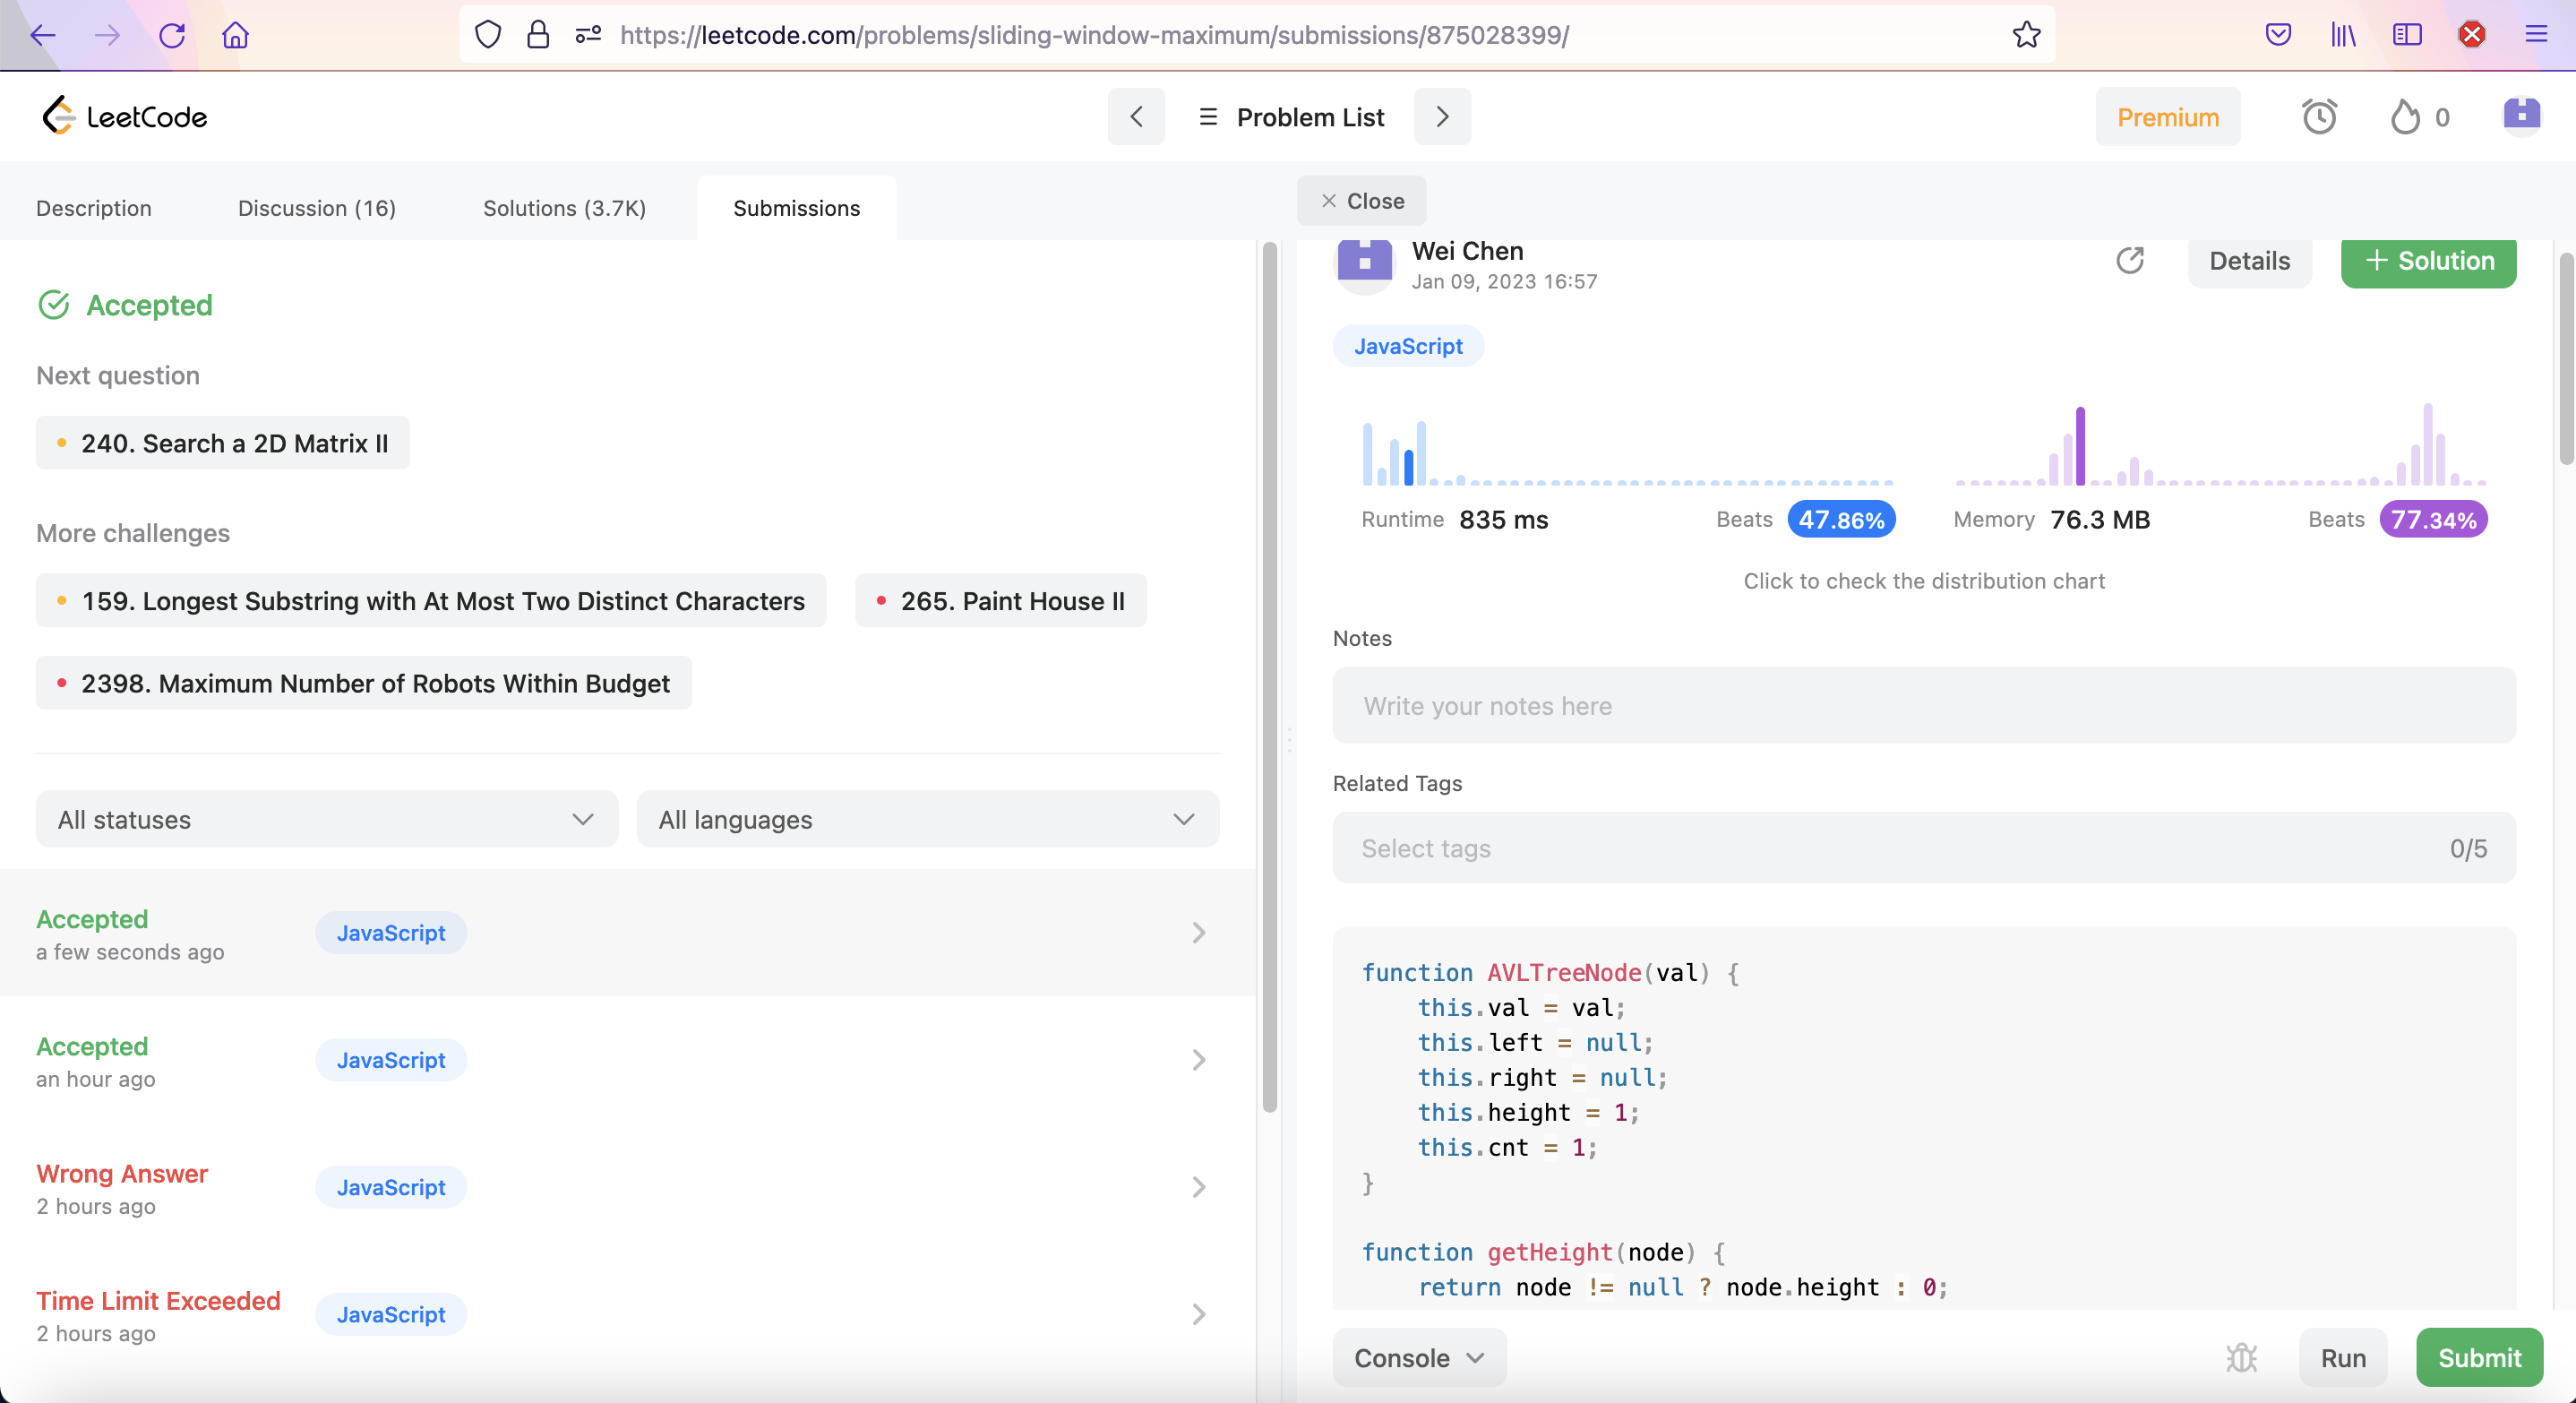 https://leetcode.com/problems/sliding-window-maximum/submissions/875028399/
LeetCode
Problem List
Premium
0
Description
Discussion (16)
Solutions (3.7K)
Submissions
Close
Accepted
Next question
240. Search a 2D Matrix II
More challenges
159. Longest Substring with At Most Two Distinct Characters
265. Paint House II
2398. Maximum Number of Robots Within Budget
All statuses
All languages
Accepted
a few seconds ago
JavaScript
Accepted
an hour ago
JavaScript
Wrong Answer
2 hours ago
JavaScript
Time Limit Exceeded
2 hours ago
JavaScript
Wei Chen
Jan 09, 2023 16:57
Details
+ Solution
JavaScript
Runtime 835 ms
Beats 47.86%
Memory 76.3 MB
Beats 77.34%
Click to check the distribution chart
Notes
Write your notes here
Related Tags
Select tags
0/5
function AVLTreeNode(val) {
    this.val = val;
    this.left = null;
    this.right = null;
    this.height = 1;
    this.cnt = 1;
}
function getHeight(node) {
    return node != null ? node.height : 0;
Console
Run
Submit